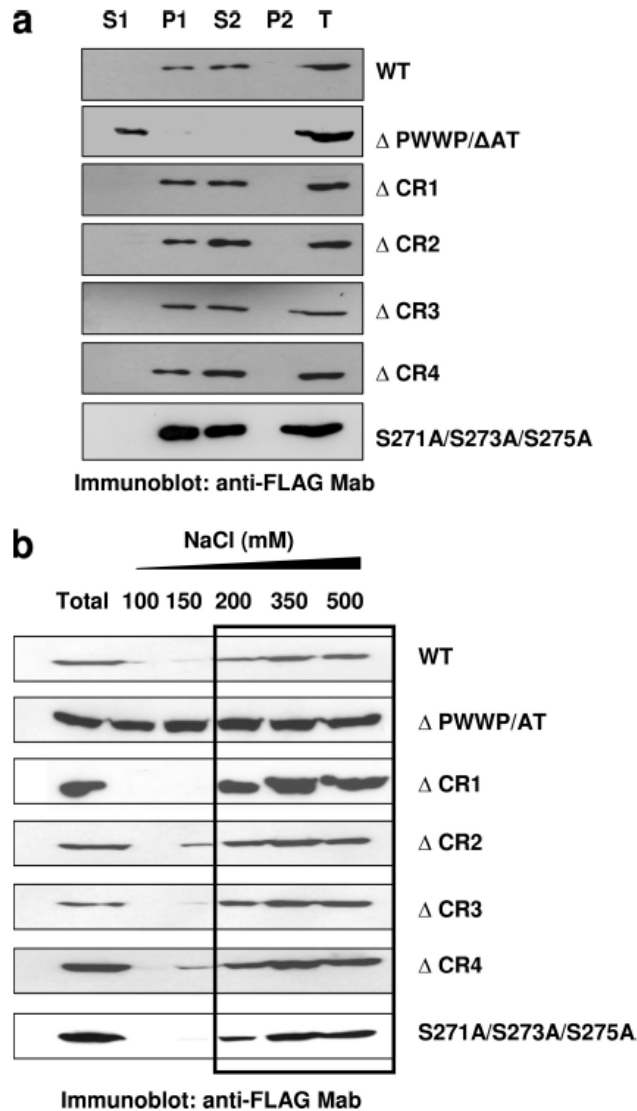 a
S1 P1 S2 P2 T
WT
Δ PWWP/ΔAT
Δ CR1
Δ CR2
Δ CR3
Δ CR4
S271A/S273A/S275A
Immunoblot: anti-FLAG Mab
b
NaCl (mM)
Total 100 150 200 350 500
WT
Δ PWWP/AT
Δ CR1
Δ CR2
Δ CR3
Δ CR4
S271A/S273A/S275A
Immunoblot: anti-FLAG Mab